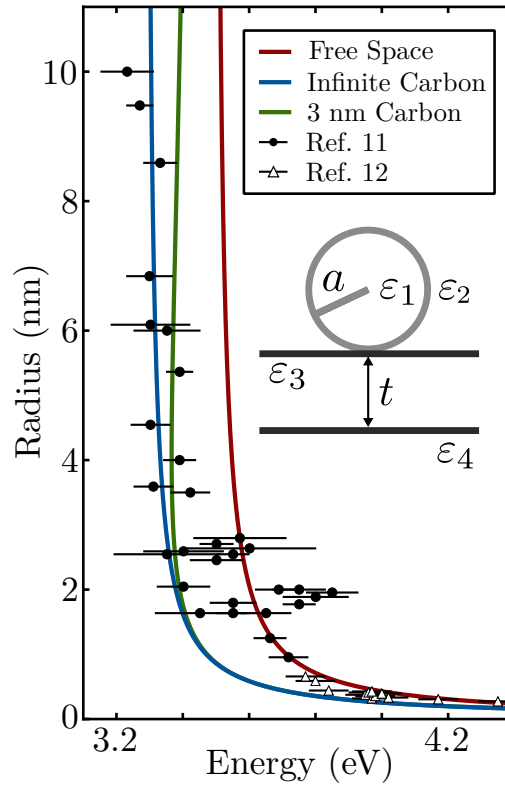 Free Space
Infinite Carbon
3 nm Carbon
Ref. 11
Ref. 12
10
8
6
4
2
0
Radius (nm)
a
ε₁
ε₂
ε₃
t
ε₄
3.2
4.2
Energy (eV)